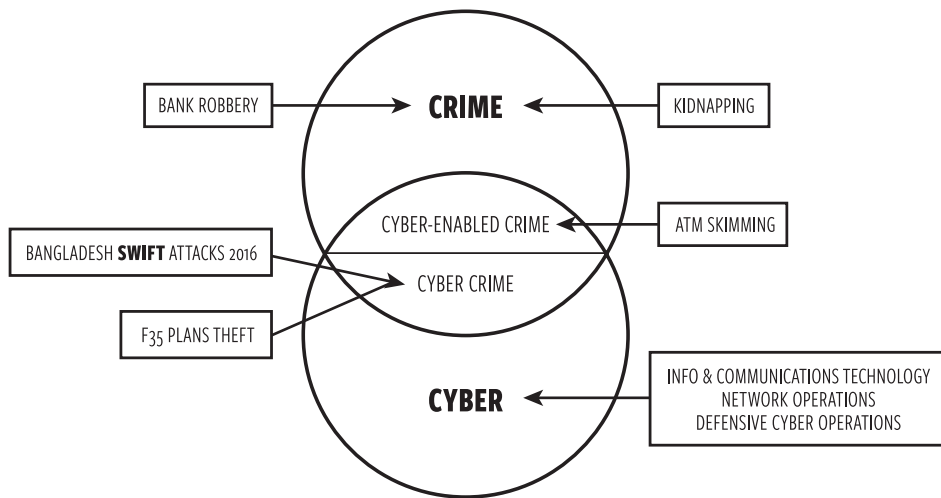 BANK ROBBERY
CRIME
KIDNAPPING
CYBER-ENABLED CRIME
ATM SKIMMING
BANGLADESH SWIFT ATTACKS 2016
CYBER CRIME
F35 PLANS THEFT
CYBER
INFO & COMMUNICATIONS TECHNOLOGY
NETWORK OPERATIONS
DEFENSIVE CYBER OPERATIONS